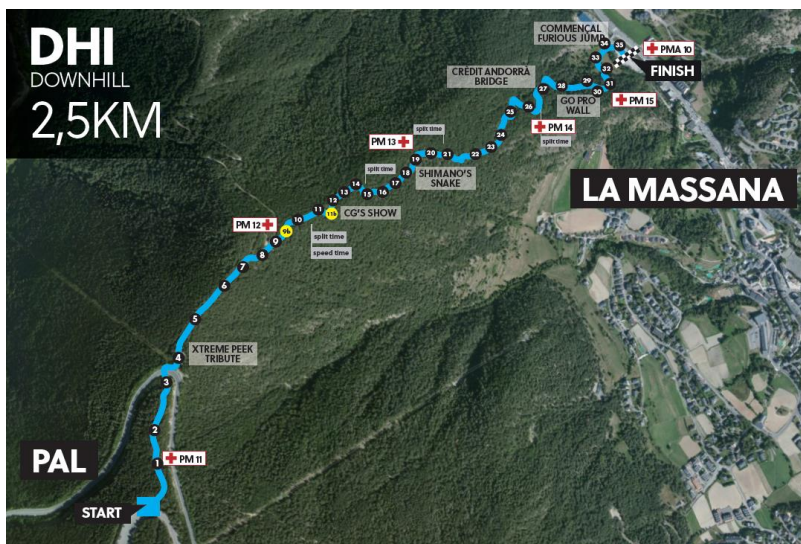 DHI
DOWNHILL
2,5KM
COMMENÇAL
FURIOUS JUMP
34
35
PMA 10
33
32
FINISH
CRÈDIT ANDORRÀ
BRIDGE
27
28
29
30
31
GO PRO
WALL
PM 15
25
26
PM 14
split time
24
23
22
21
20
19
PM 13
split time
SHIMANO'S
SNAKE
18
17
16
15
14
split time
13
12
11
11b
CG'S SHOW
LA MASSANA
10
9b
9
PM 12
split time
speed time
8
7
6
5
4
XTREME PEEK
TRIBUTE
3
2
1
PM 11
PAL
START